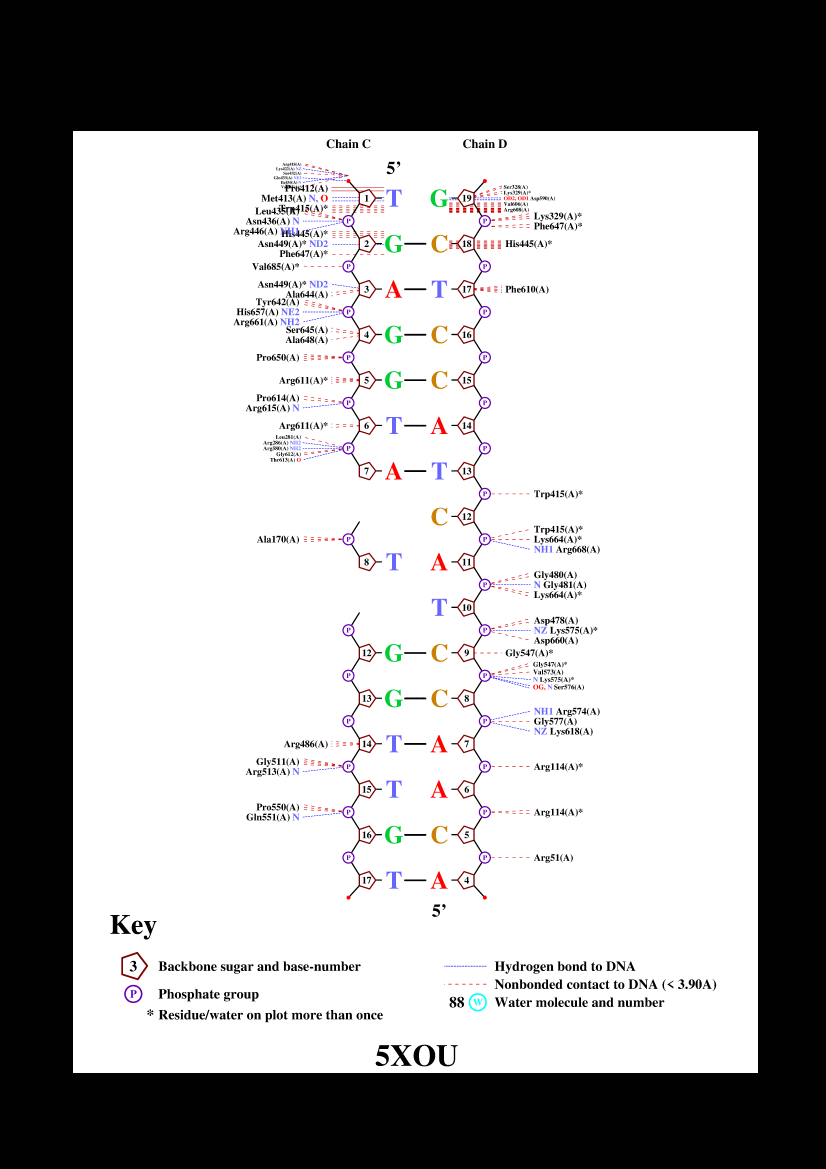 Chain C
Chain D
5’
Pro412(A)
Met413(A) N, O
Trp415(A)*
Leu435(A)
Asn436(A) N
Arg446(A) NH1
His445(A)*
Asn449(A)* ND2
Phe647(A)*
Val685(A)*
Asn449(A)* ND2
Ala644(A)
Tyr642(A)
His657(A) NE2
Arg661(A) NH2
Ser645(A)
Ala648(A)
Pro650(A)
Arg611(A)*
Pro614(A)
Arg615(A) N
Arg611(A)*
Leu281(A)
Arg286(A) NH2
Arg580(A) NH2
Gly612(A)
Thr613(A) O
Ala170(A)
Arg486(A)
Gly511(A)
Arg513(A) N
Pro550(A)
Gln551(A) N
1 T G 19
2 G C 18
3 A T 17
4 G C 16
5 G C 15
6 T A 14
7 A T 13
C 12
8 T A 11
T 10
12 G C 9
13 G C 8
14 T A 7
15 T A 6
16 G C 5
17 T A 4
Ser328(A)
Lys329(A)*
OD2, OD1 Asp590(A)
Val606(A)
Arg608(A)
Lys329(A)*
Phe647(A)*
His445(A)*
Phe610(A)
Trp415(A)*
Trp415(A)*
Lys664(A)*
NH1 Arg668(A)
Gly480(A)
N Gly481(A)
Lys664(A)*
Asp478(A)
NZ Lys575(A)*
Asp660(A)
Gly547(A)*
Gly547(A)*
Val573(A)
N Lys575(A)*
OG, N Ser576(A)
NH1 Arg574(A)
Gly577(A)
NZ Lys618(A)
Arg114(A)*
Arg114(A)*
Arg51(A)
5’
Key
3 Backbone sugar and base-number
P Phosphate group
* Residue/water on plot more than once
Hydrogen bond to DNA
Nonbonded contact to DNA (< 3.90A)
88 W Water molecule and number
5XOU